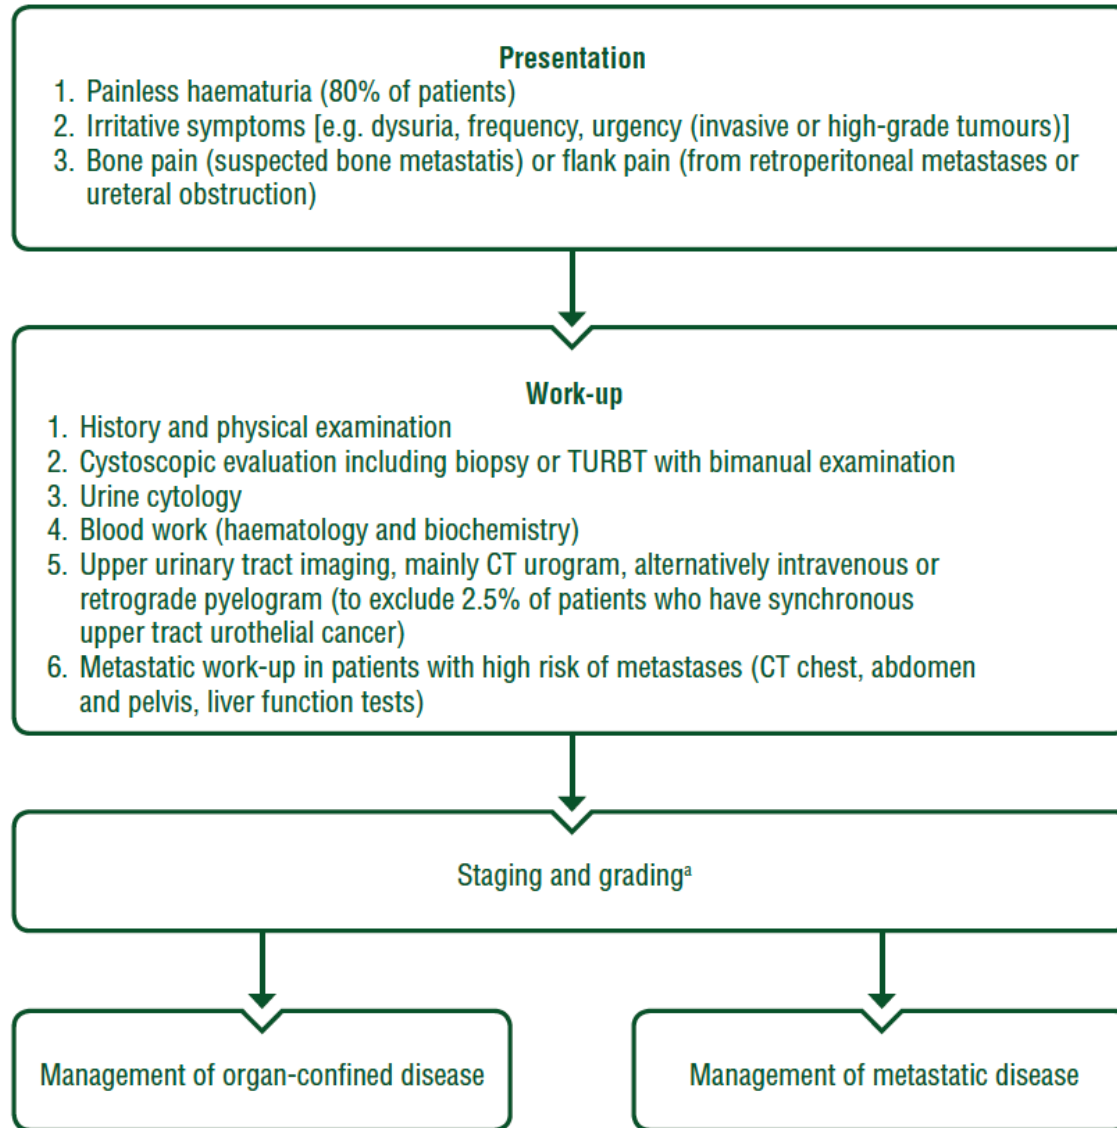 Presentation
1. Painless haematuria (80% of patients)
2. Irritative symptoms [e.g. dysuria, frequency, urgency (invasive or high-grade tumours)]
3. Bone pain (suspected bone metastatis) or flank pain (from retroperitoneal metastases or
ureteral obstruction)
Work-up
1. History and physical examination
2. Cystoscopic evaluation including biopsy or TURBT with bimanual examination
3. Urine cytology
4. Blood work (haematology and biochemistry)
5. Upper urinary tract imaging, mainly CT urogram, alternatively intravenous or
retrograde pyelogram (to exclude 2.5% of patients who have synchronous
upper tract urothelial cancer)
6. Metastatic work-up in patients with high risk of metastases (CT chest, abdomen
and pelvis, liver function tests)
Staging and gradingᵃ
Management of organ-confined disease
Management of metastatic disease